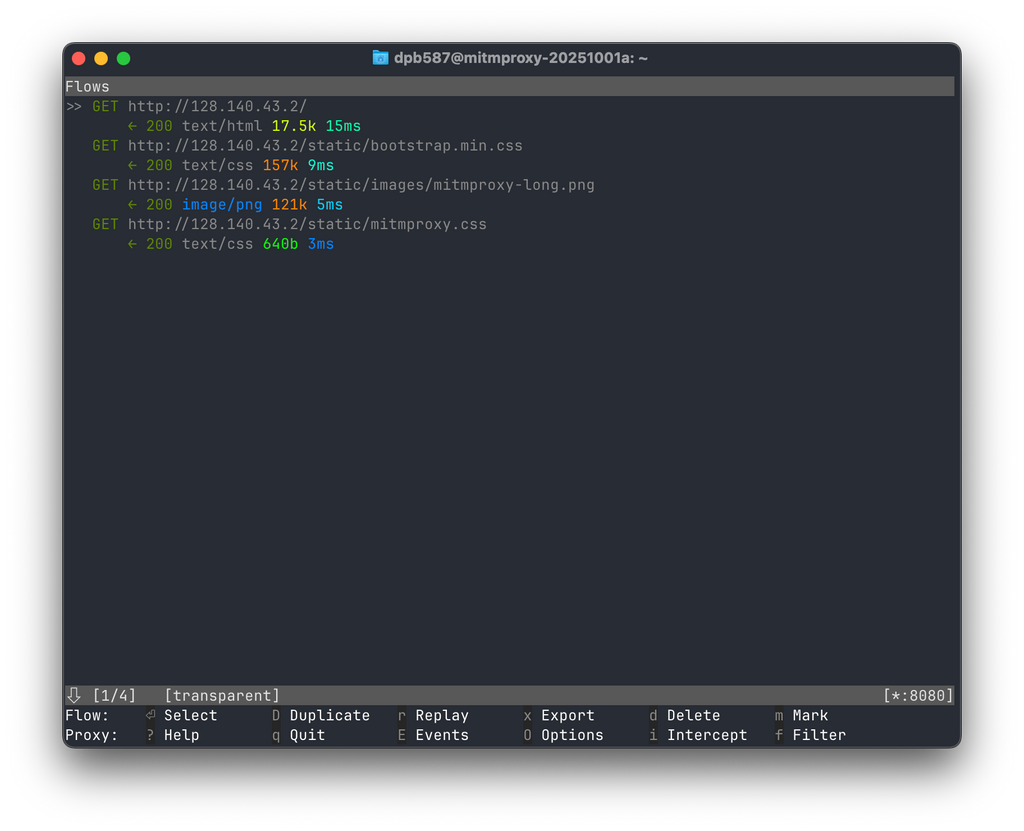 dpb587@mitmproxy-20251001a: ~
Flows
>> GET http://128.140.43.2/
← 200 text/html 17.5k 15ms
GET http://128.140.43.2/static/bootstrap.min.css
← 200 text/css 157k 9ms
GET http://128.140.43.2/static/images/mitmproxy-long.png
← 200 image/png 121k 5ms
GET http://128.140.43.2/static/mitmproxy.css
← 200 text/css 640b 3ms
⇩ [1/4] [transparent] [*:8080]
Flow: ⏎ Select D Duplicate r Replay x Export d Delete m Mark
Proxy: ? Help q Quit E Events O Options i Intercept f Filter